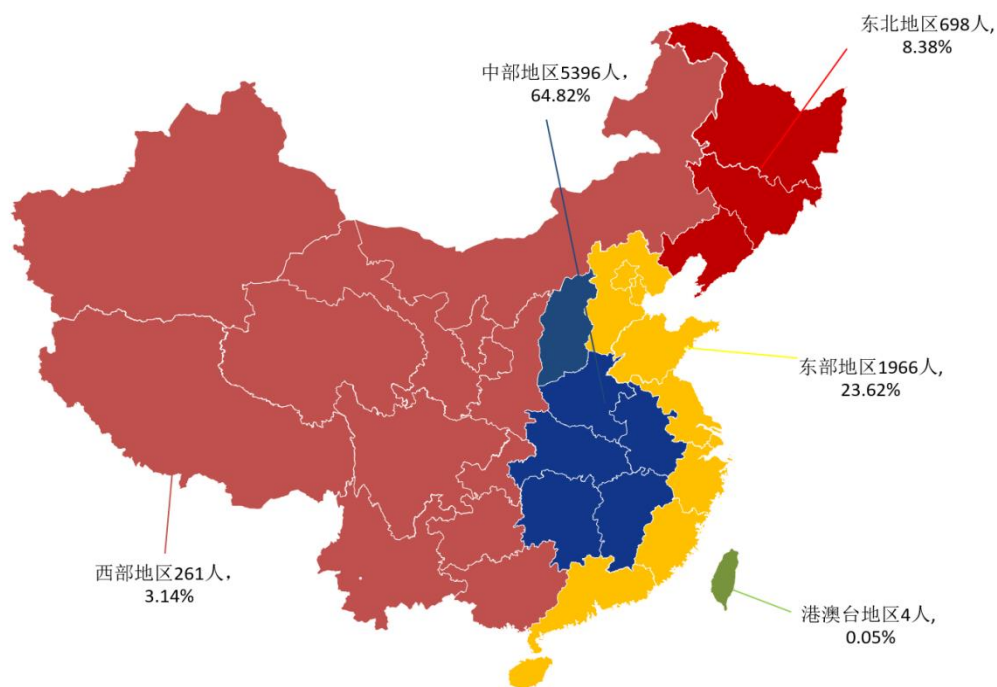 东北地区698人,
8.38%
中部地区5396人，
64.82%
东部地区1966人,
23.62%
西部地区261人，
3.14%
港澳台地区4人,
0.05%